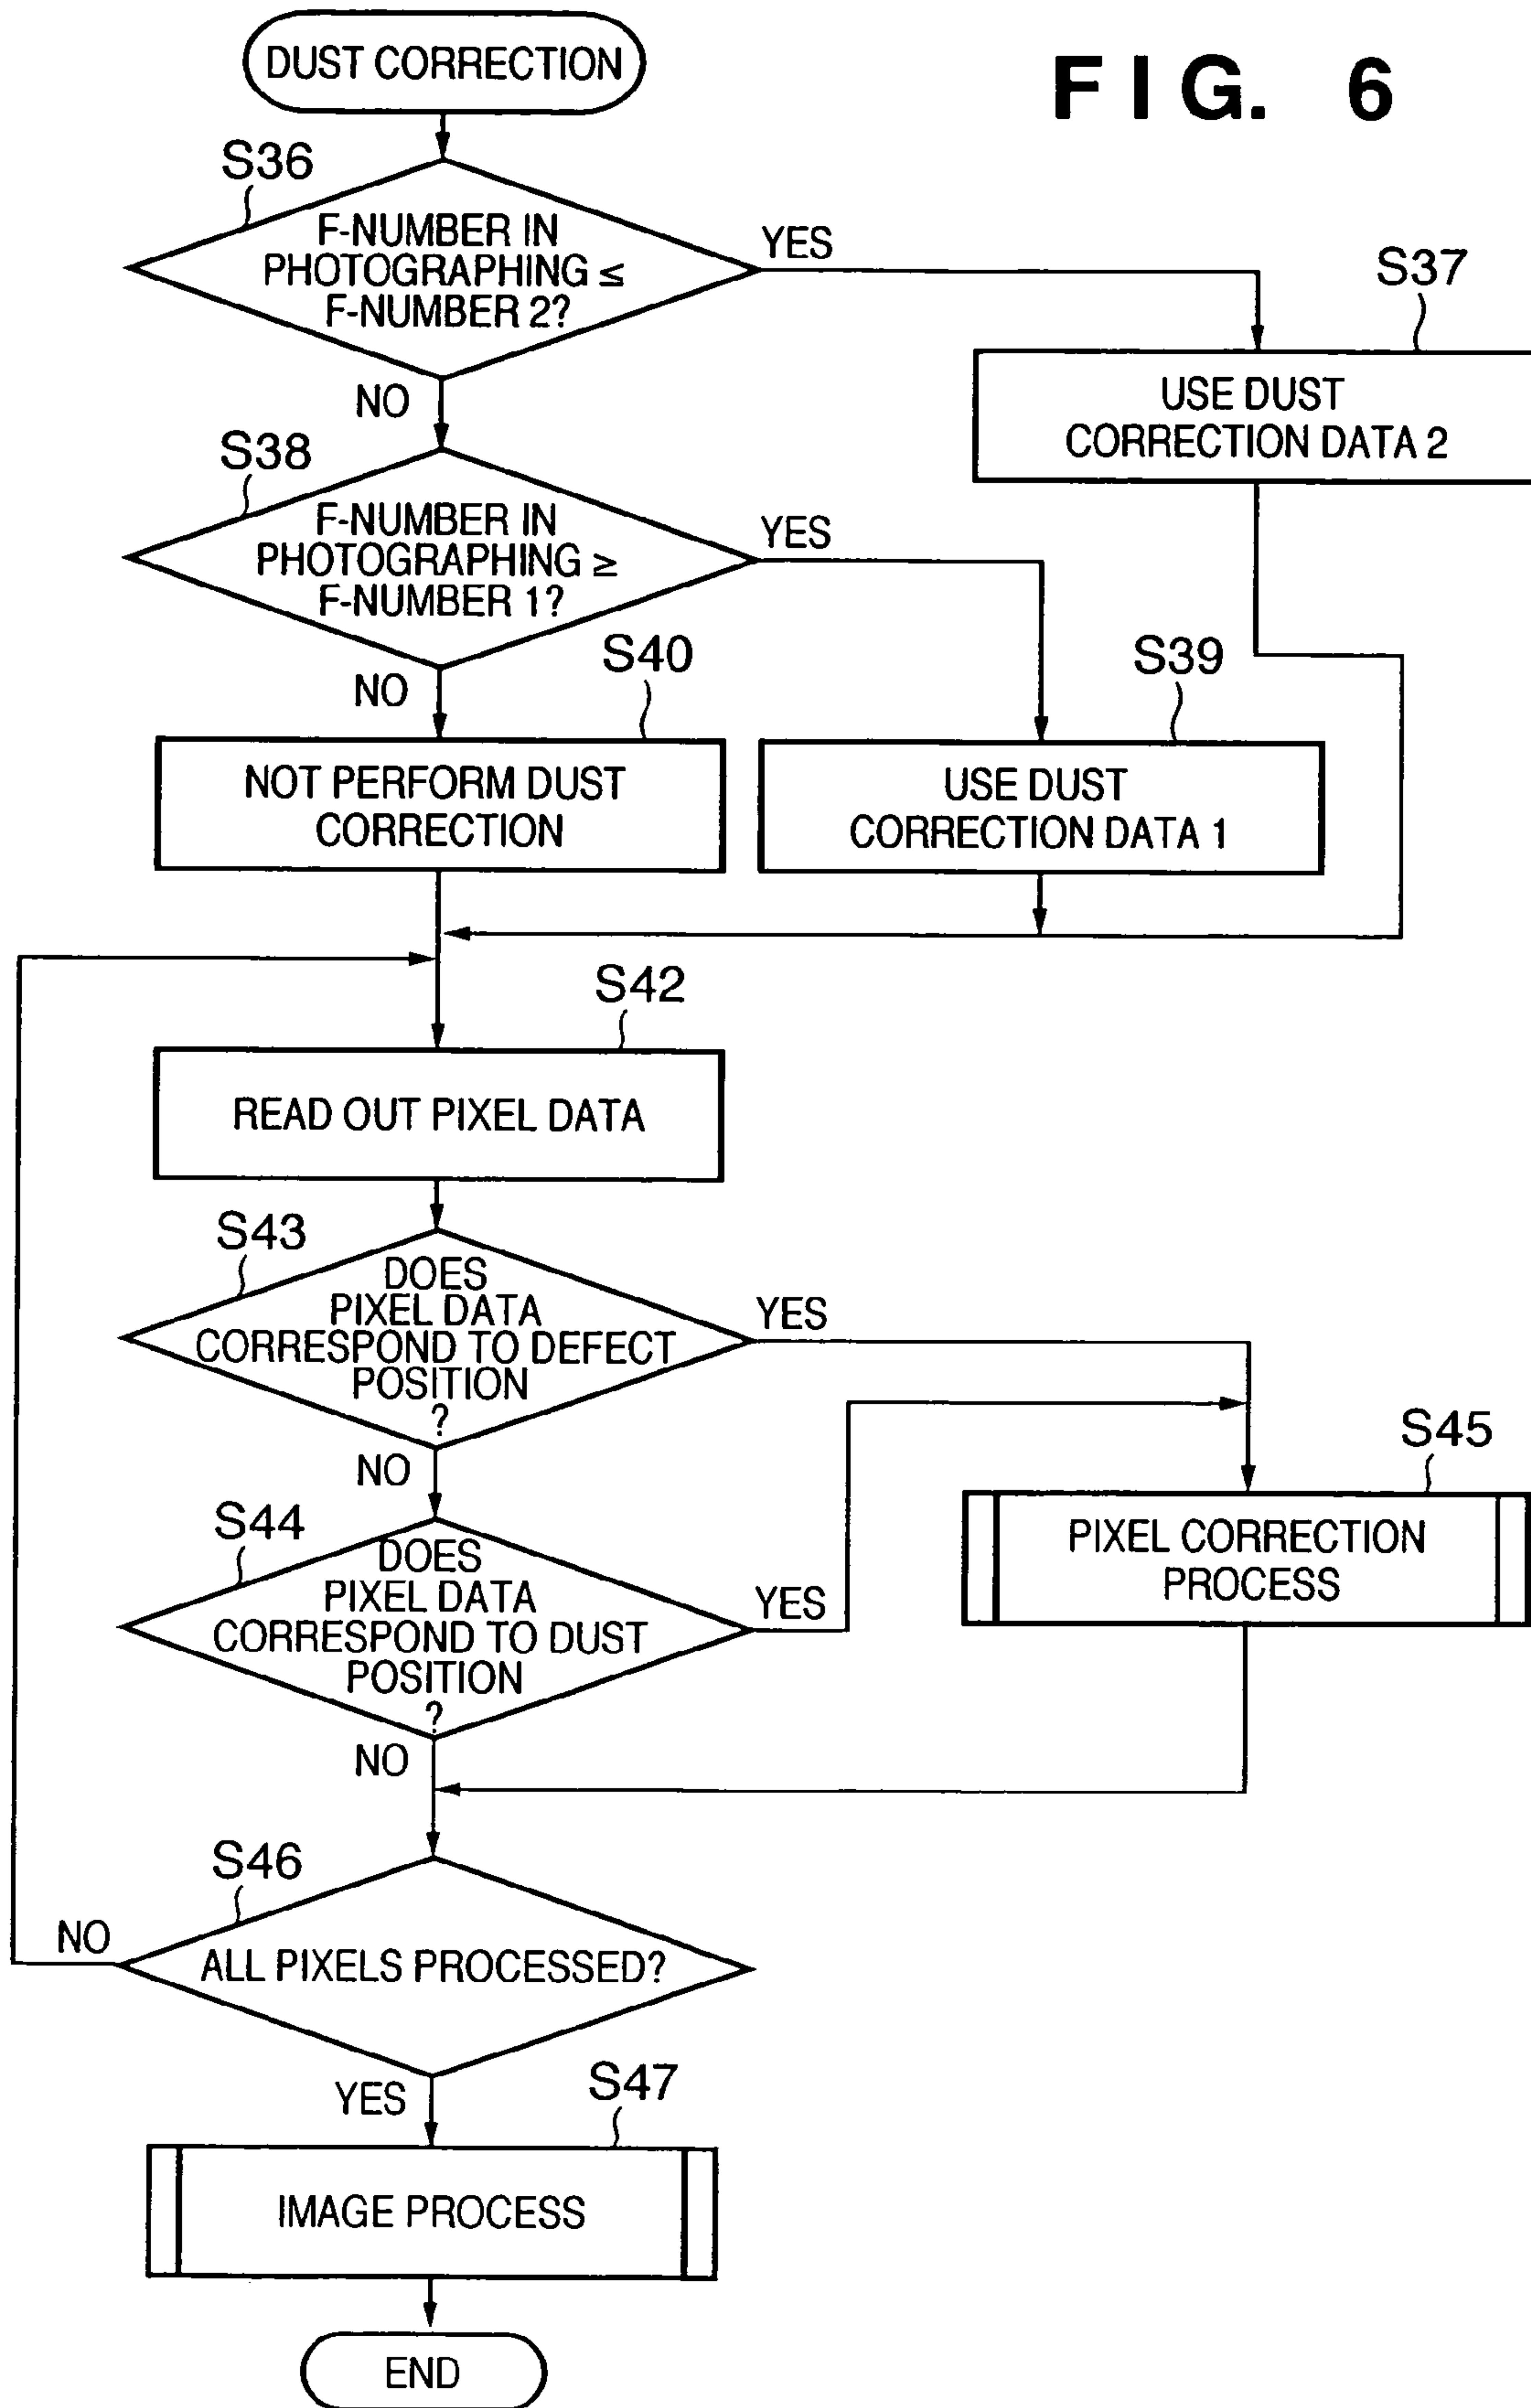 FIG. 6
DUST CORRECTION
S36
F-NUMBER IN
PHOTOGRAPHING ≤
F-NUMBER 2?
YES
NO
S37
USE DUST
CORRECTION DATA 2
S38
F-NUMBER IN
PHOTOGRAPHING ≥
F-NUMBER 1?
YES
NO
S39
USE DUST
CORRECTION DATA 1
S40
NOT PERFORM DUST
CORRECTION
S42
READ OUT PIXEL DATA
S43
DOES
PIXEL DATA
CORRESPOND TO DEFECT
POSITION
?
YES
NO
S44
DOES
PIXEL DATA
CORRESPOND TO DUST
POSITION
?
YES
NO
S45
PIXEL CORRECTION
PROCESS
S46
ALL PIXELS PROCESSED?
NO
YES
S47
IMAGE PROCESS
END